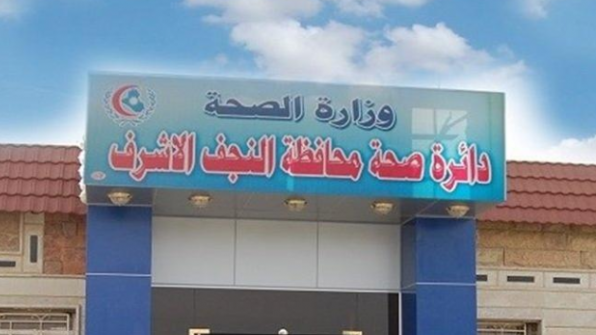 وزارة الصحة
دائرة صحة محافظة النجف الاشرف